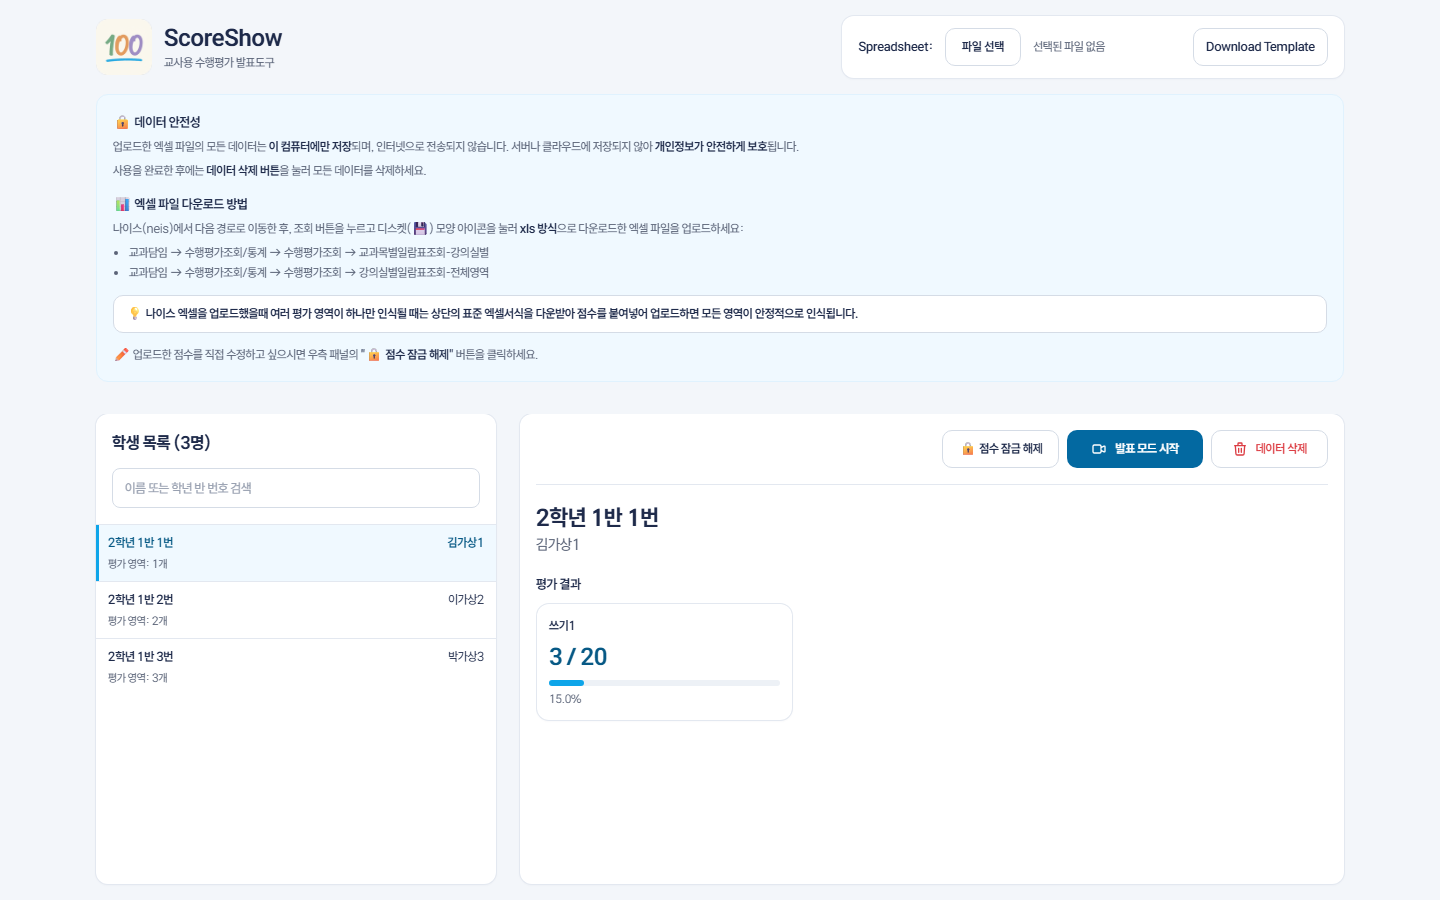 ScoreShow
교사용 수행평가 발표도구
Spreadsheet: 파일 선택 선택된 파일 없음 Download Template
🔒 데이터 안전성
업로드한 엑셀 파일의 모든 데이터는 이 컴퓨터에만 저장되며, 인터넷으로 전송되지 않습니다. 서버나 클라우드에 저장되지 않아 개인정보가 안전하게 보호됩니다.
사용을 완료한 후에는 데이터 삭제 버튼을 눌러 모든 데이터를 삭제하세요.
📊 엑셀 파일 다운로드 방법
나이스(neis)에서 다음 경로로 이동한 후, 조회 버튼을 누르고 디스켓( 💾 ) 모양 아이콘을 눌러 xls 방식으로 다운로드한 엑셀 파일을 업로드하세요:
• 교과담임 → 수행평가조회/통계 → 수행평가조회 → 교과목별일람표조회-강의실별
• 교과담임 → 수행평가조회/통계 → 수행평가조회 → 강의실별일람표조회-전체영역
💡 나이스 엑셀을 업로드했을때 여러 평가 영역이 하나만 인식될 때는 상단의 표준 엑셀서식을 다운받아 점수를 붙여넣어 업로드하면 모든 영역이 안정적으로 인식됩니다.
✏️ 업로드한 점수를 직접 수정하고 싶으시면 우측 패널의 " 🔒 점수 잠금 해제" 버튼을 클릭하세요.
학생 목록 (3명)
이름 또는 학년 반 번호 검색
2학년 1반 1번 김가상1
평가 영역: 1개
2학년 1반 2번 이가상2
평가 영역: 2개
2학년 1반 3번 박가상3
평가 영역: 3개
🔒 점수 잠금 해제 발표 모드 시작 데이터 삭제
2학년 1반 1번
김가상1
평가 결과
쓰기1
3 / 20
15.0%